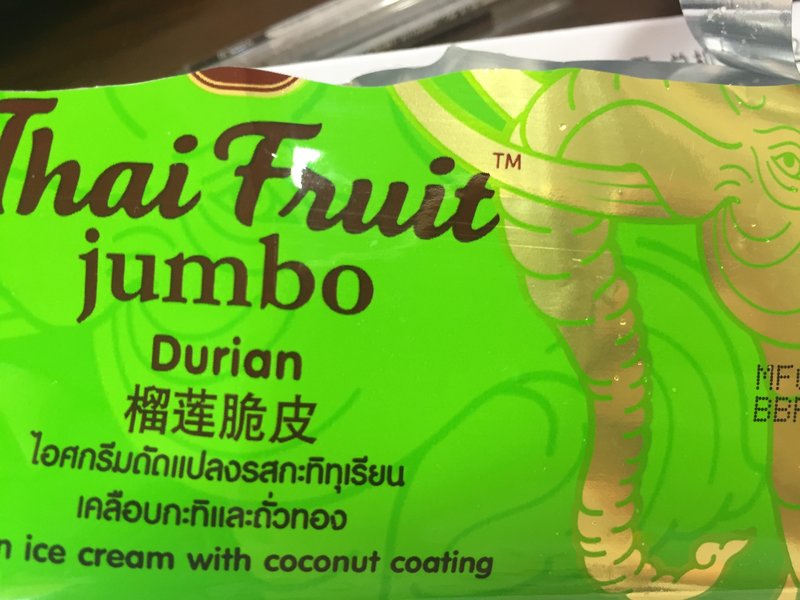 Thai Fruit™
jumbo
Durian
榴莲脆皮
ไอศกรีมดัดแปลงรสกะทิทุเรียน
เคลือบกะทิและถั่วทอง
ice cream with coconut coating